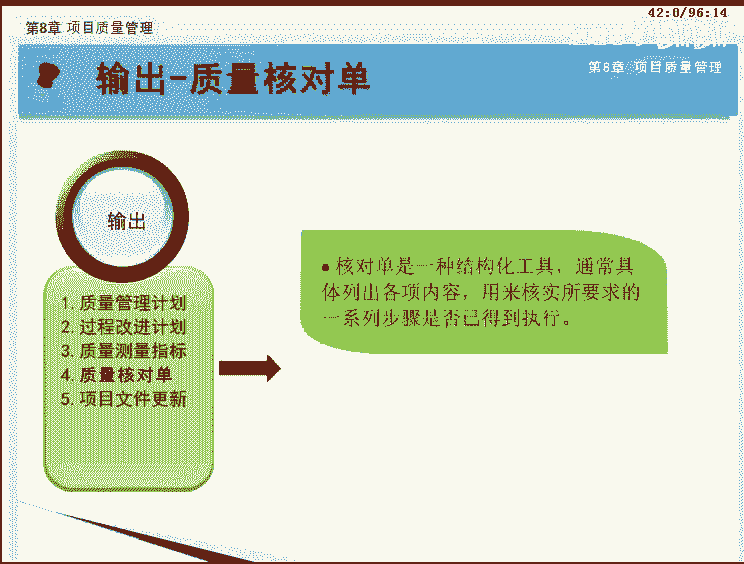 42:0/96:14
第8章 项目质量管理
输出-质量核对单
第8章 项目质量管理
输出
1. 质量管理计划
2. 过程改进计划
3. 质量测量指标
4. 质量核对单
5. 项目文件更新
• 核对单是一种结构化工具，通常具
体列出各项内容，用来核实所要求的
一系列步骤是否已得到执行。